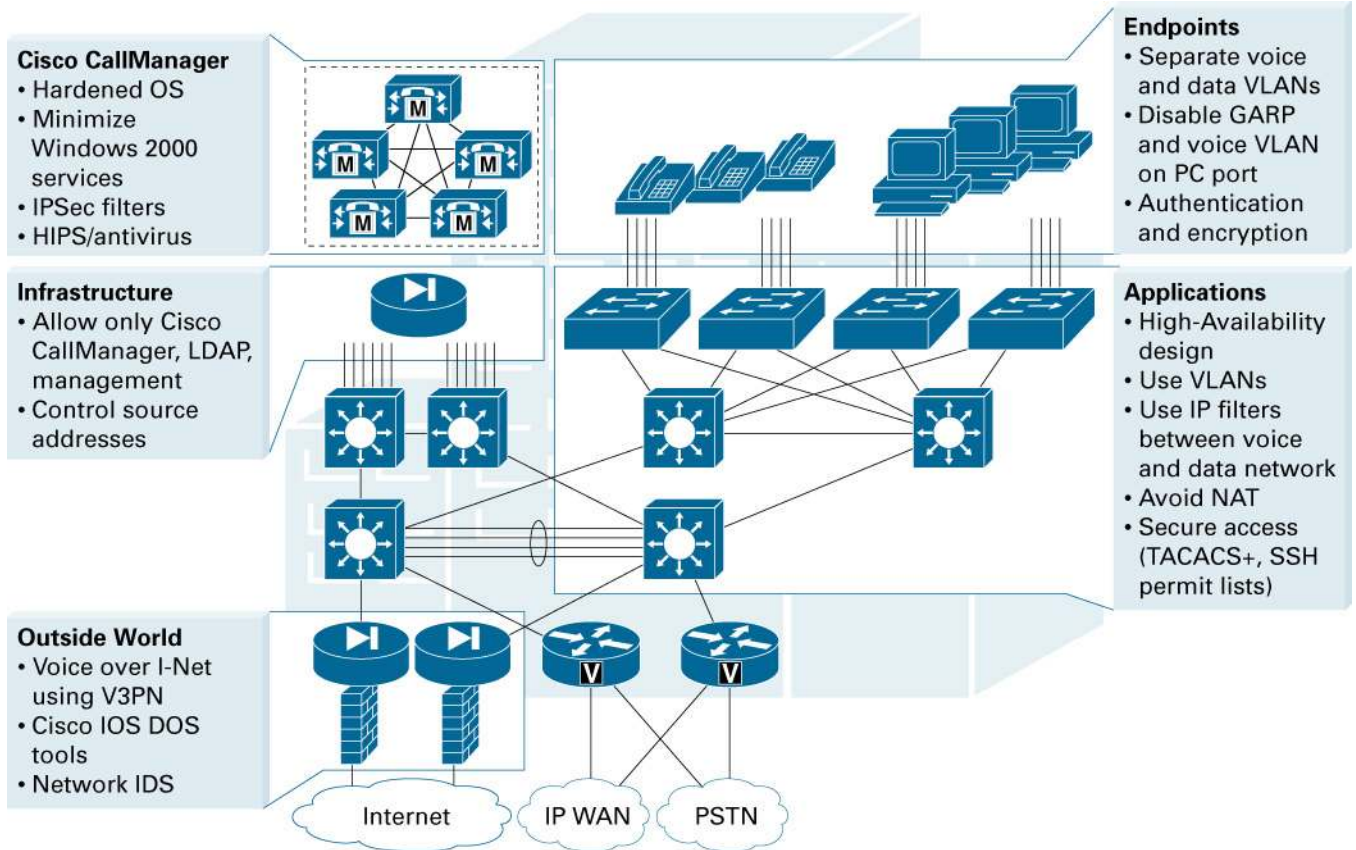 Cisco CallManager
• Hardened OS
• Minimize
Windows 2000
services
• IPSec filters
• HIPS/antivirus
M
M
M
M
M
Endpoints
• Separate voice
and data VLANs
• Disable GARP
and voice VLAN
on PC port
• Authentication
and encryption
Infrastructure
• Allow only Cisco
CallManager, LDAP,
management
• Control source
addresses
Applications
• High-Availability
design
• Use VLANs
• Use IP filters
between voice
and data network
• Avoid NAT
• Secure access
(TACACS+, SSH
permit lists)
Outside World
• Voice over I-Net
using V3PN
• Cisco IOS DOS
tools
• Network IDS
V
V
Internet
IP WAN
PSTN